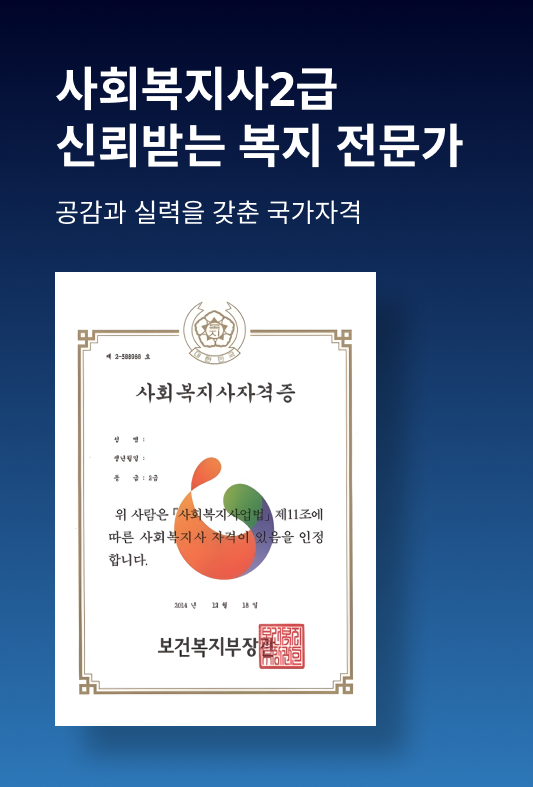 사회복지사2급
신뢰받는 복지 전문가
공감과 실력을 갖춘 국가자격
제 2-588988 호
사회복지사자격증
성 명 :
생년월일 :
등 급 : 2급
위 사람은 「사회복지사업법」 제11조에
따른 사회복지사 자격이 있음을 인정
합니다.
2014 년 12 월 18 일
보건복지부장관